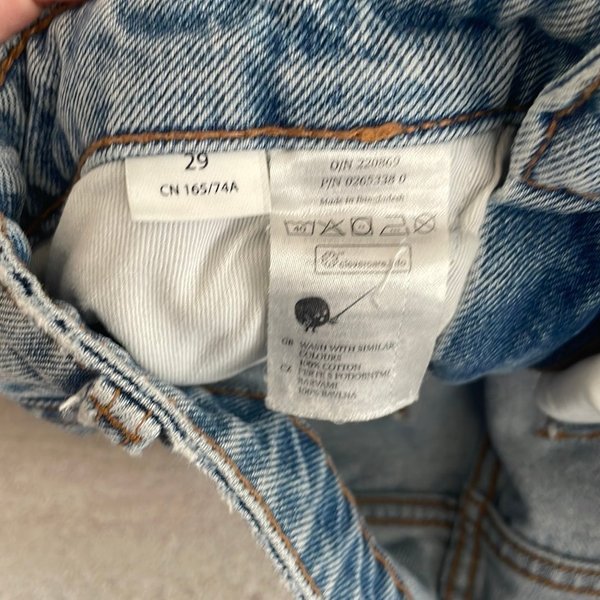 29
CN 165/74A
O/N 220869
P/N 0265338 0
Made in Bangladesh
40
clevercare.info
GB WASH WITH SIMILAR
COLOURS
100% COTTON
CZ PERTE S PODOBNÝMI
BARVAMI
100% BAVLNA